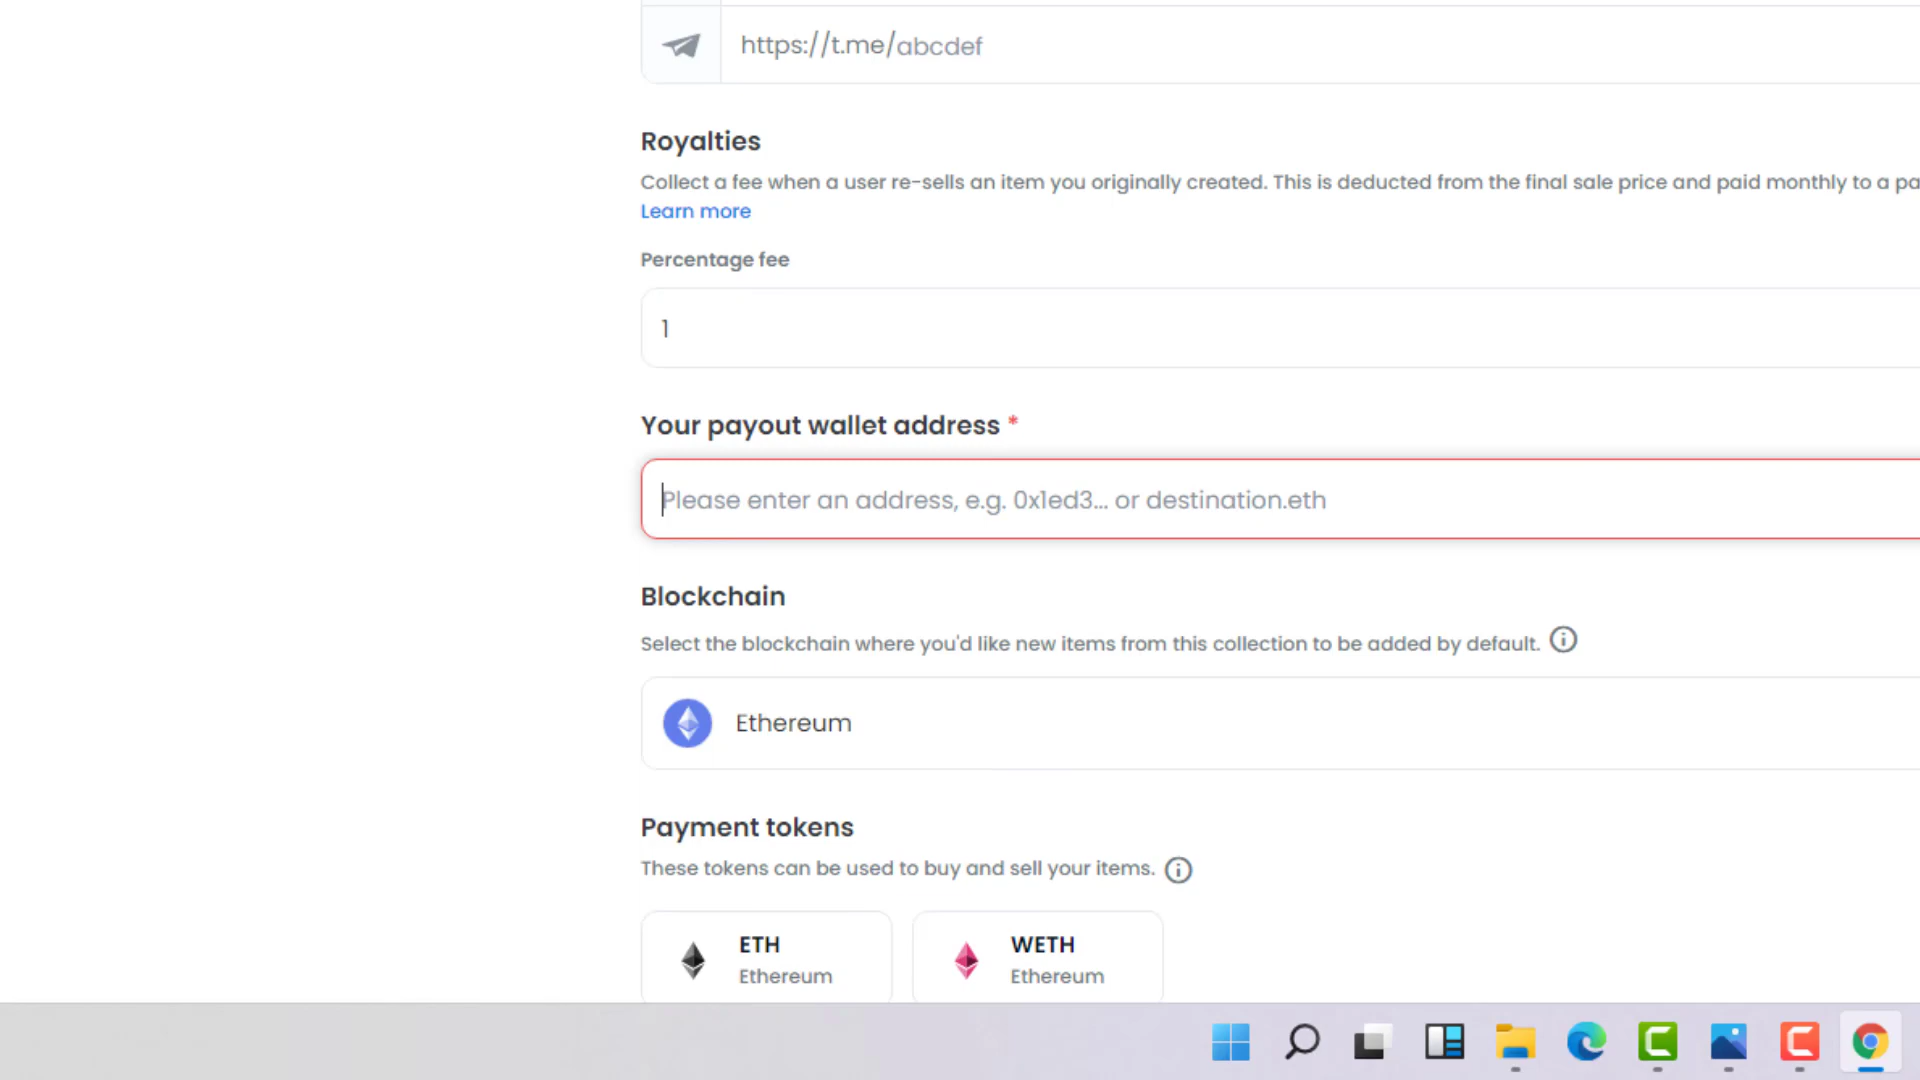 https://t.me/abcdef
Royalties
Collect a fee when a user re-sells an item you originally created. This is deducted from the final sale price and paid monthly to a
Learn more
Percentage fee
1
Your payout wallet address *
Please enter an address, e.g. 0x1ed3... or destination.eth
Blockchain
Select the blockchain where you'd like new items from this collection to be added by default.
Ethereum
Payment tokens
These tokens can be used to buy and sell your items.
ETH
Ethereum
WETH
Ethereum